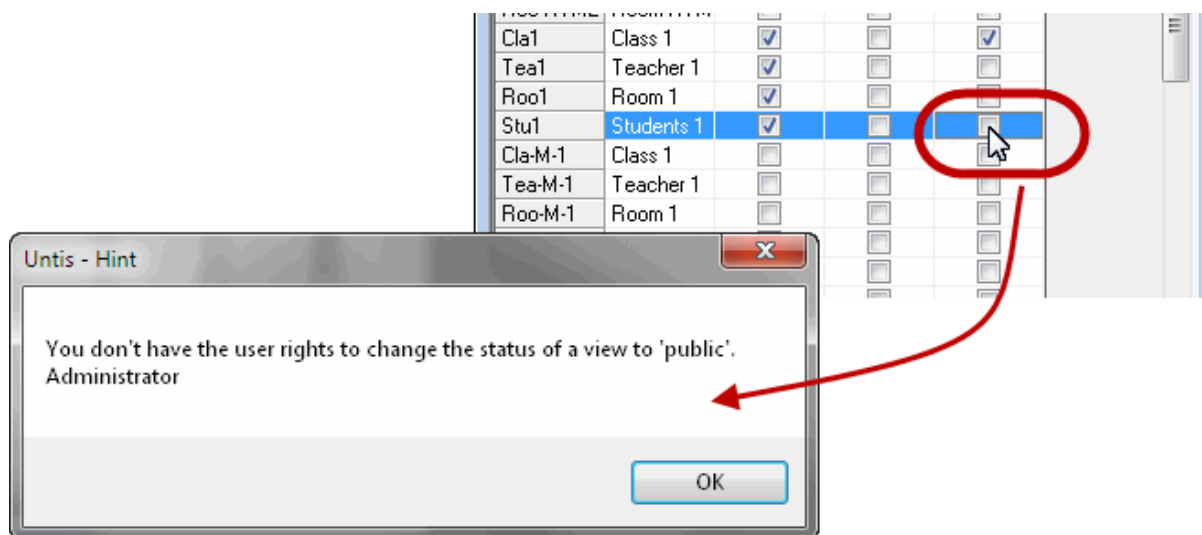 Cla1 Class 1
Tea1 Teacher 1
Roo1 Room 1
Stu1 Students 1
Cla-M-1 Class 1
Tea-M-1 Teacher 1
Roo-M-1 Room 1
Untis - Hint
You don't have the user rights to change the status of a view to 'public'.
Administrator
OK